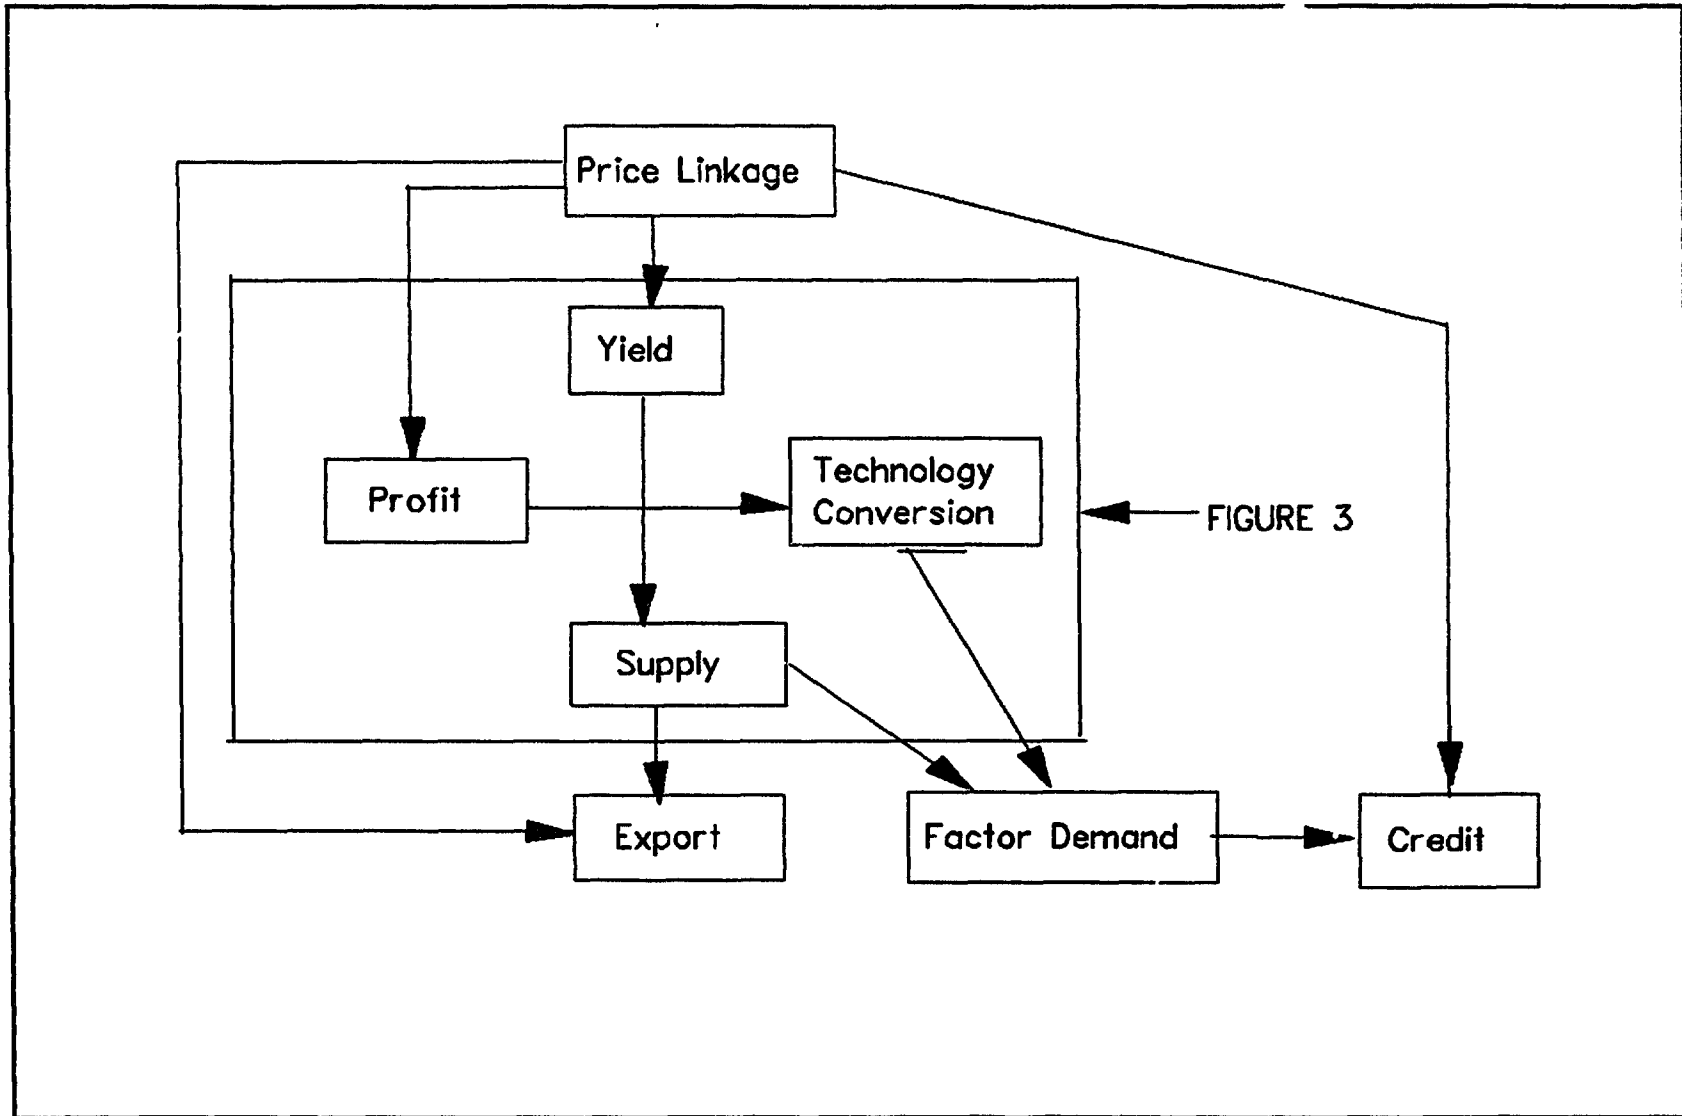 Price Linkage
Yield
Profit
Technology
Conversion
FIGURE 3
Supply
Export
Factor Demand
Credit